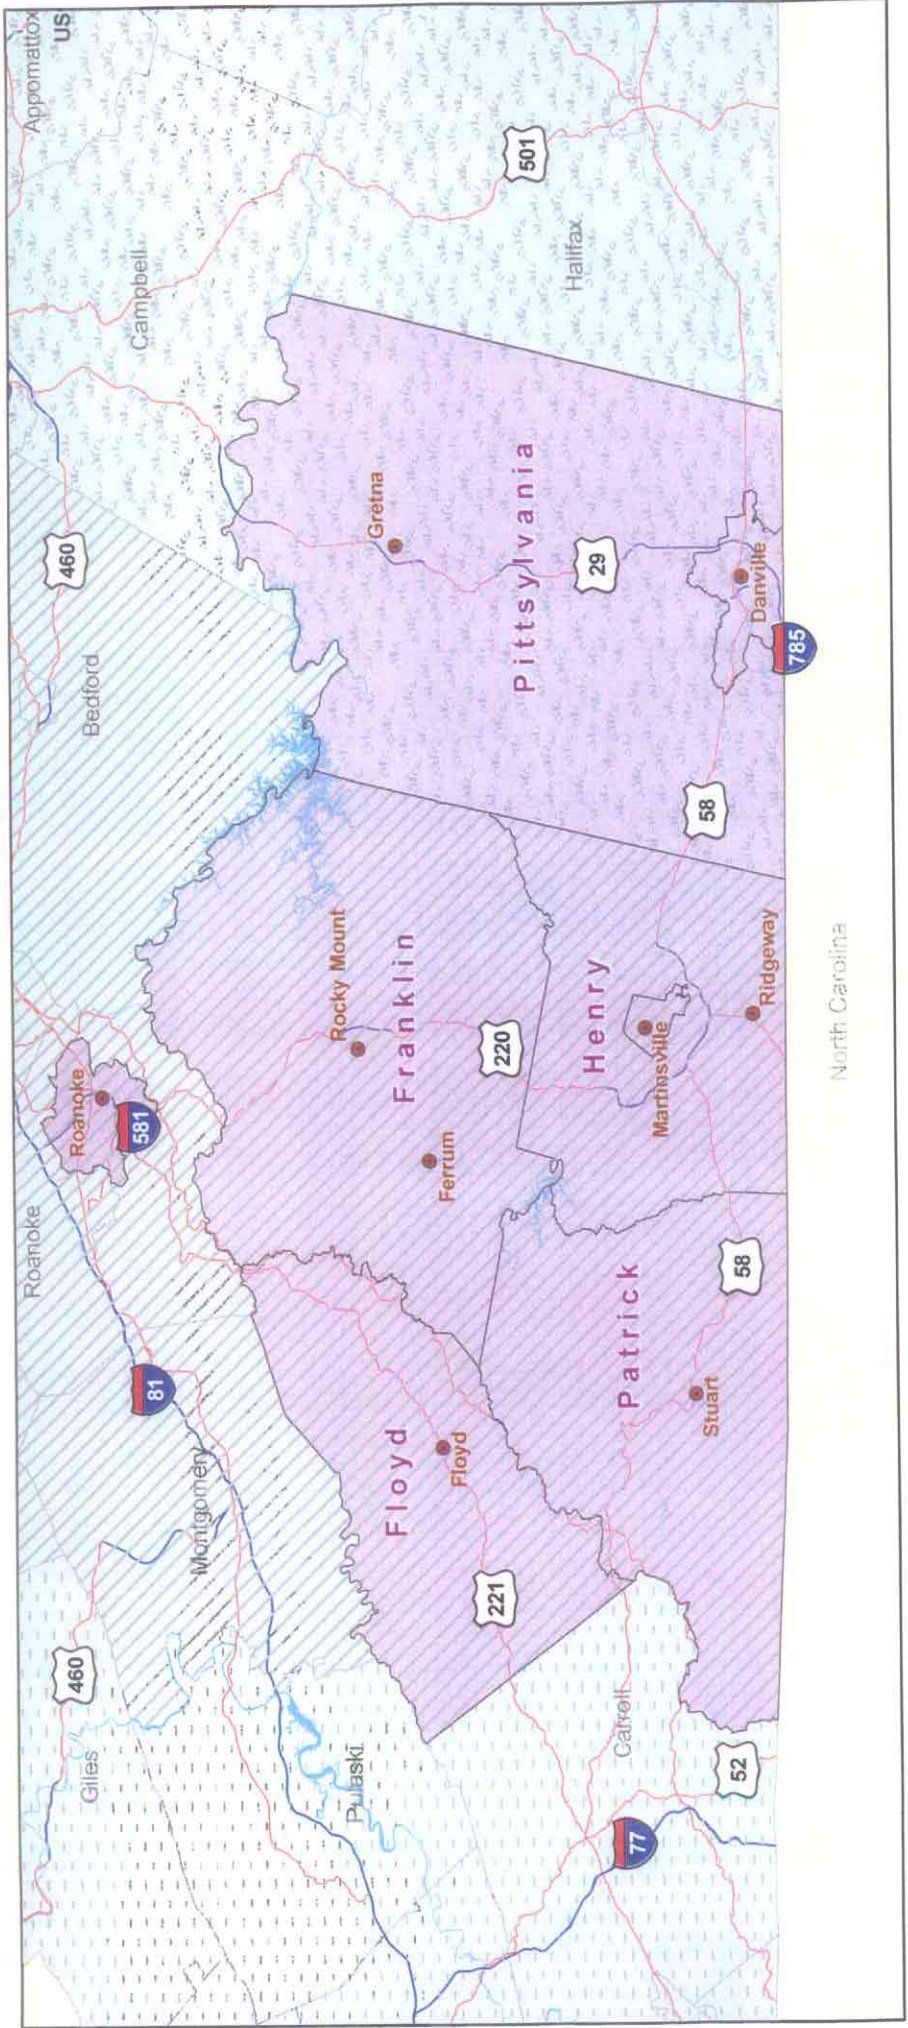 Giles
460
Montgomery
81
Roanoke
Roanoke
581
Bedford
460
Campbell
Appomattox
US
Pulaski
Floyd
Floyd
221
Ferrum
Franklin
Rocky Mount
220
Gretna
Pittsylvania
29
501
Halifax
Carroll
77
52
Patrick
Stuart
58
Henry
Martinsville
Ridgeway
58
Danville
785
North Carolina